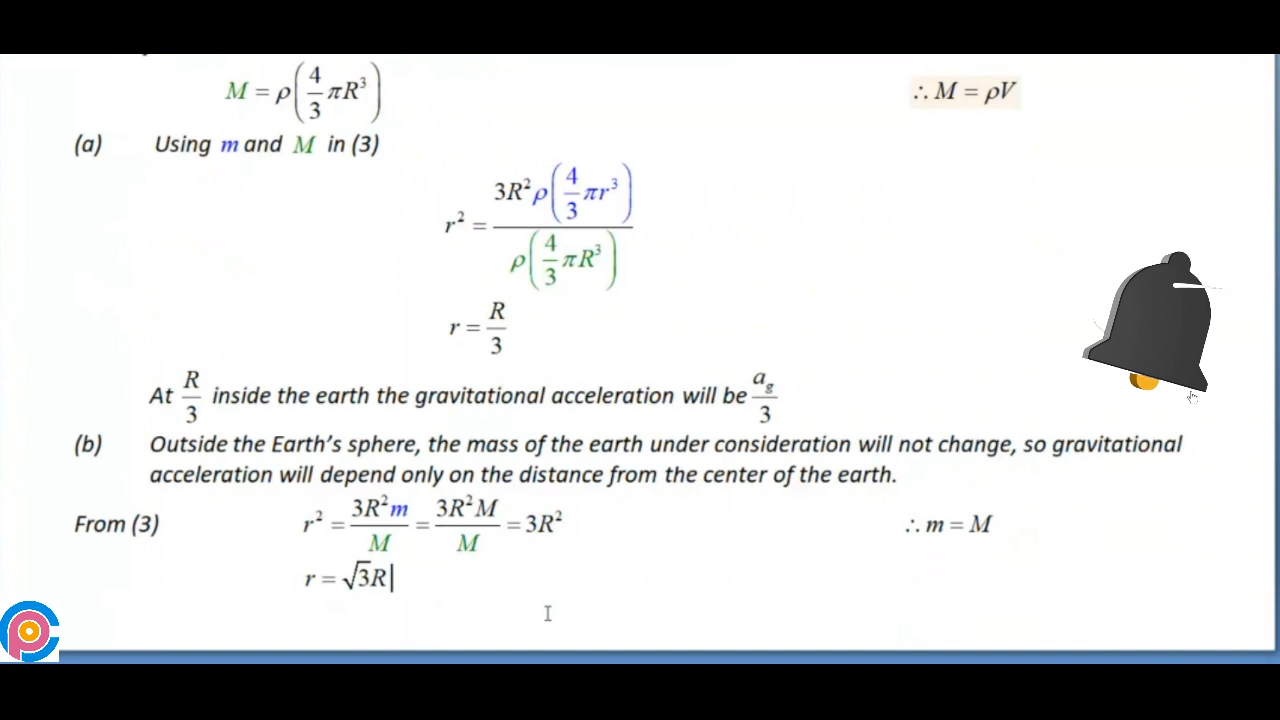 M = ρ(4/3 πR³) ∴ M = ρV
(a) Using m and M in (3)
r² = 3R²ρ(4/3 πr³) / ρ(4/3 πR³)
r = R/3
At R/3 inside the earth the gravitational acceleration will be a_g/3
(b) Outside the Earth's sphere, the mass of the earth under consideration will not change, so gravitational
acceleration will depend only on the distance from the center of the earth.
From (3) r² = 3R²m/M = 3R²M/M = 3R² ∴ m = M
r = √3R